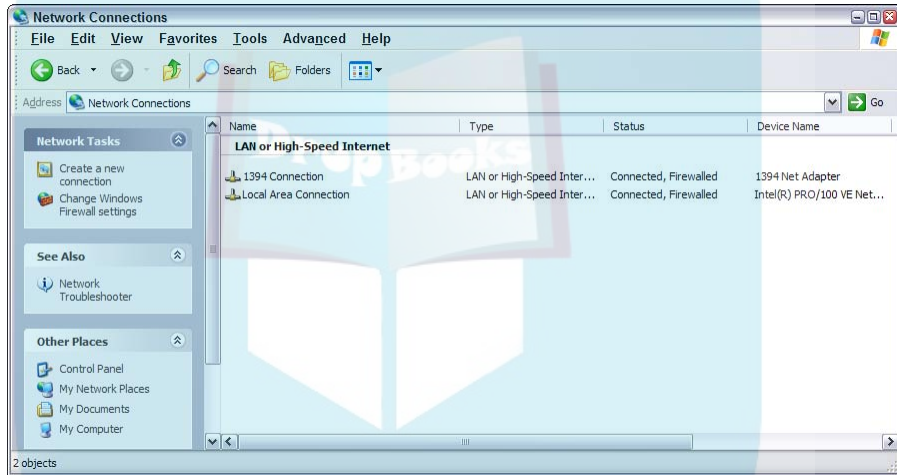 Network Connections
File Edit View Favorites Tools Advanced Help
Back Search Folders
Address Network Connections Go
Network Tasks
Create a new
connection
Change Windows
Firewall settings
See Also
Network
Troubleshooter
Other Places
Control Panel
My Network Places
My Documents
My Computer
Name Type Status Device Name
LAN or High-Speed Internet
1394 Connection LAN or High-Speed Inter... Connected, Firewalled 1394 Net Adapter
Local Area Connection LAN or High-Speed Inter... Connected, Firewalled Intel(R) PRO/100 VE Net...
Drop Books
2 objects